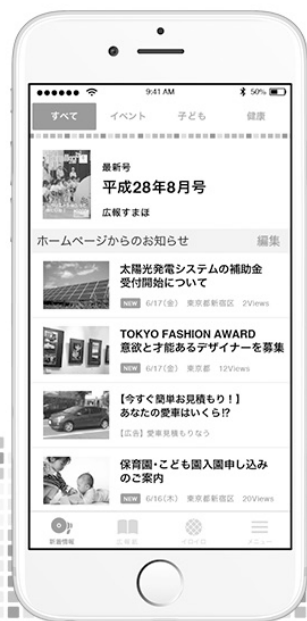 9:41 AM 50%
すべて イベント 子ども 健康
最新号
平成28年8月号
広報すまほ
ホームページからのお知らせ 編集
太陽光発電システムの補助金
受付開始について
NEW 6/17(金) 東京都新宿区 2Views
TOKYO FASHION AWARD
意欲と才能あるデザイナーを募集
NEW 6/17(金) 東京都 12Views
【今すぐ簡単お見積もり！】
あなたの愛車はいくら!?
【広告】愛車見積もりなう
保育園・こども園入園申し込み
のご案内
NEW 6/16(木) 東京都新宿区 20Views
新着情報 広報紙 イロイロ メニュー